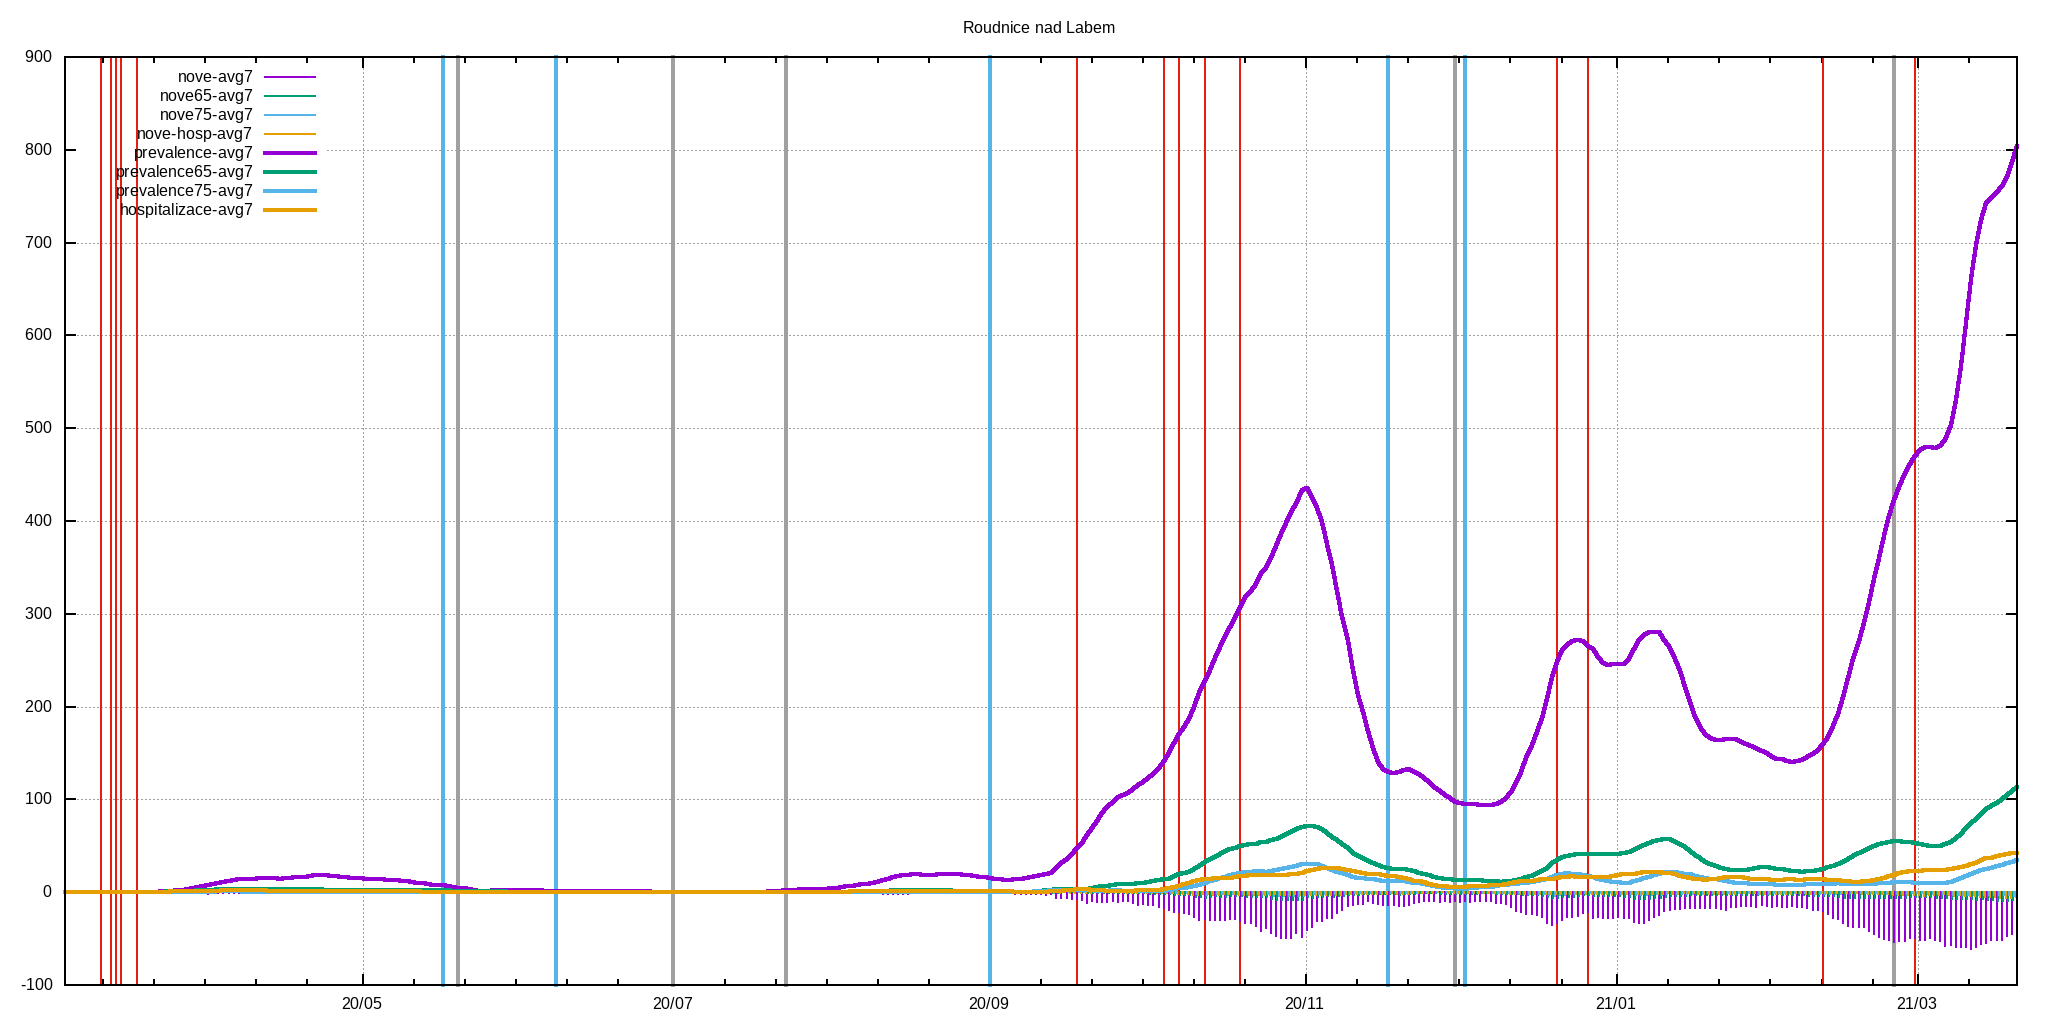 Roudnice nad Labem
900
800
700
600
500
400
300
200
100
0
-100
nove-avg7
nove65-avg7
nove75-avg7
nove-hosp-avg7
prevalence-avg7
prevalence65-avg7
prevalence75-avg7
hospitalizace-avg7
20/05 20/07 20/09 20/11 21/01 21/03